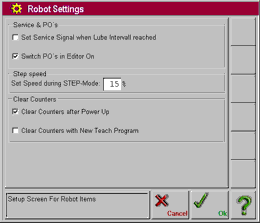 Robot Settings
Service & PO's
Set Service Signal when Lube Intervall reached
Switch PO's in Editor On
Step speed
Set Speed during STEP-Mode: 15 %
Clear Counters
Clear Counters after Power Up
Clear Counters with New Teach Program
Setup Screen For Robot Items
Cancel
Ok
?